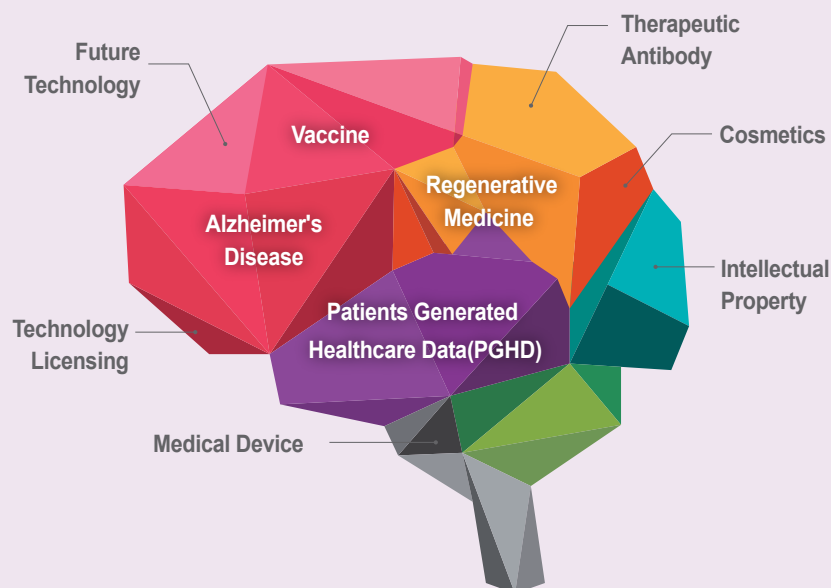 Future
Technology
Therapeutic
Antibody
Vaccine
Cosmetics
Regenerative
Medicine
Alzheimer's
Disease
Intellectual
Property
Patients Generated
Healthcare Data(PGHD)
Technology
Licensing
Medical Device